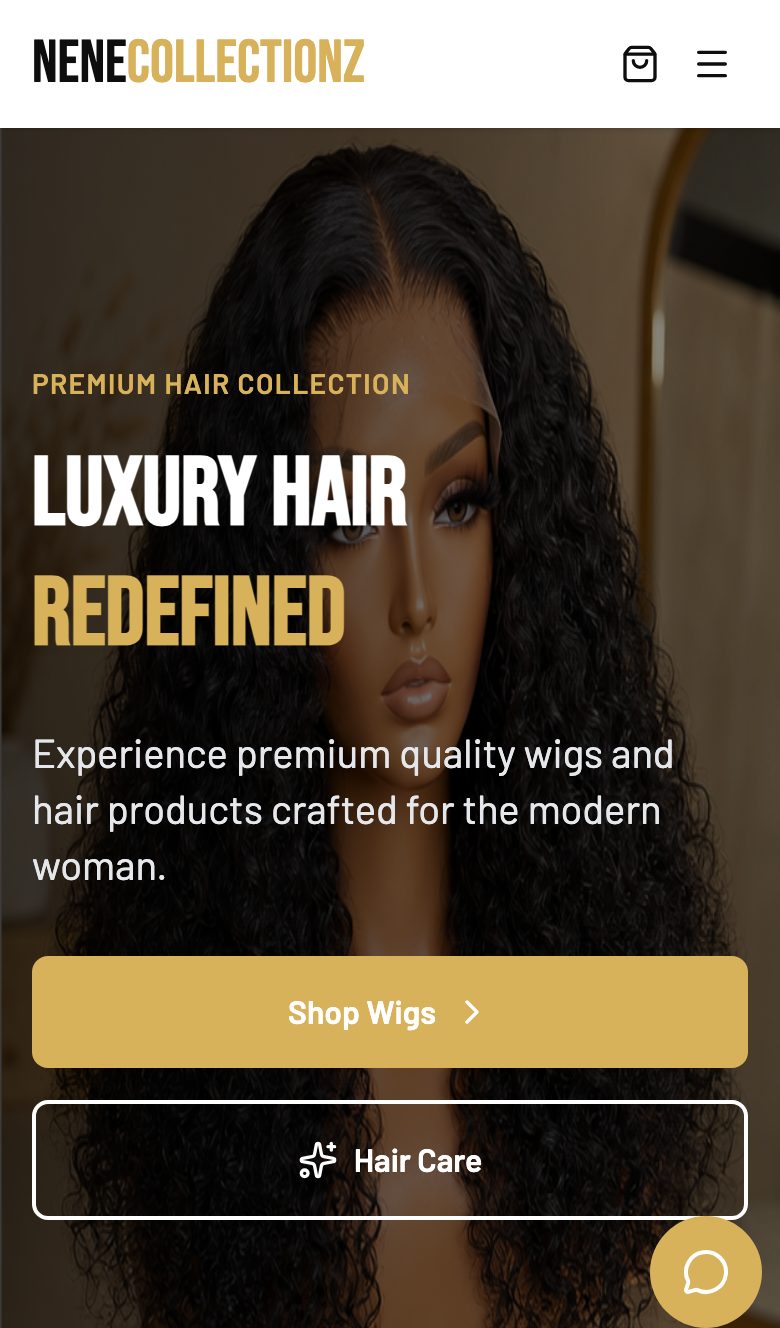 NENECOLLECTIONZ
PREMIUM HAIR COLLECTION
LUXURY HAIR
REDEFINED
Experience premium quality wigs and
hair products crafted for the modern
woman.
Shop Wigs
Hair Care